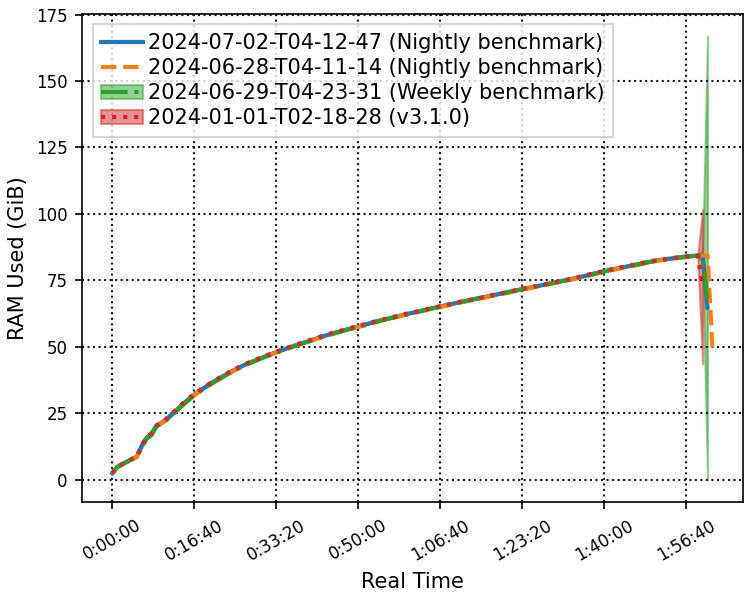 175
150
125
100
75
50
25
0
RAM Used (GiB)
2024-07-02-T04-12-47 (Nightly benchmark)
2024-06-28-T04-11-14 (Nightly benchmark)
2024-06-29-T04-23-31 (Weekly benchmark)
2024-01-01-T02-18-28 (v3.1.0)
0:00:00
0:16:40
0:33:20
0:50:00
1:06:40
1:23:20
1:40:00
1:56:40
Real Time